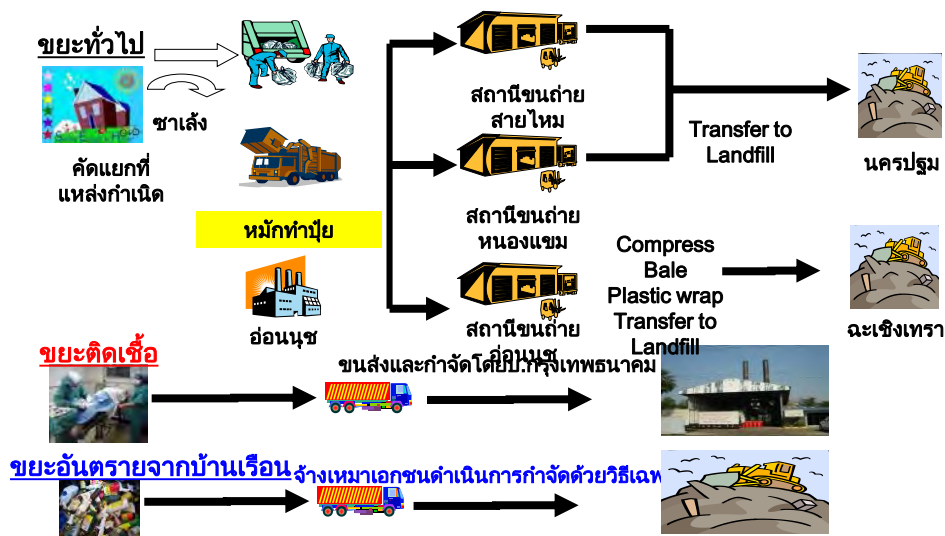 ขยะทั่วไป
ซาเล้ง
คัดแยกที่
แหล่งกำเนิด
หมักทำปุ๋ย
อ่อนนุช
สถานีขนถ่าย
สายไหม
สถานีขนถ่าย
หนองแขม
สถานีขนถ่าย
อ่อนนุช
Transfer to
Landfill
นครปฐม
Compress
Bale
Plastic wrap
Transfer to
Landfill
ฉะเชิงเทรา
ขยะติดเชื้อ
ขนส่งและกำจัดโดยบ.กรุงเทพธนาคม
ขยะอันตรายจากบ้านเรือน
จ้างเหมาเอกชนดำเนินการกำจัดด้วยวิธีเฉพ